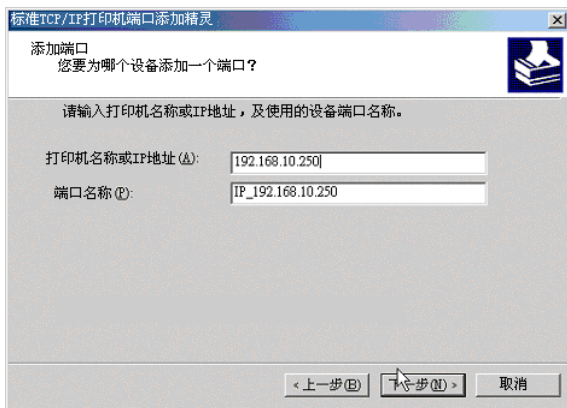 标准TCP/IP打印机端口添加精灵
添加端口
您要为哪个设备添加一个端口？
请输入打印机名称或IP地址，及使用的设备端口名称。
打印机名称或IP地址(A): 192.168.10.250
端口名称(P): IP_192.168.10.250
<上一步(B) 下一步(N)> 取消